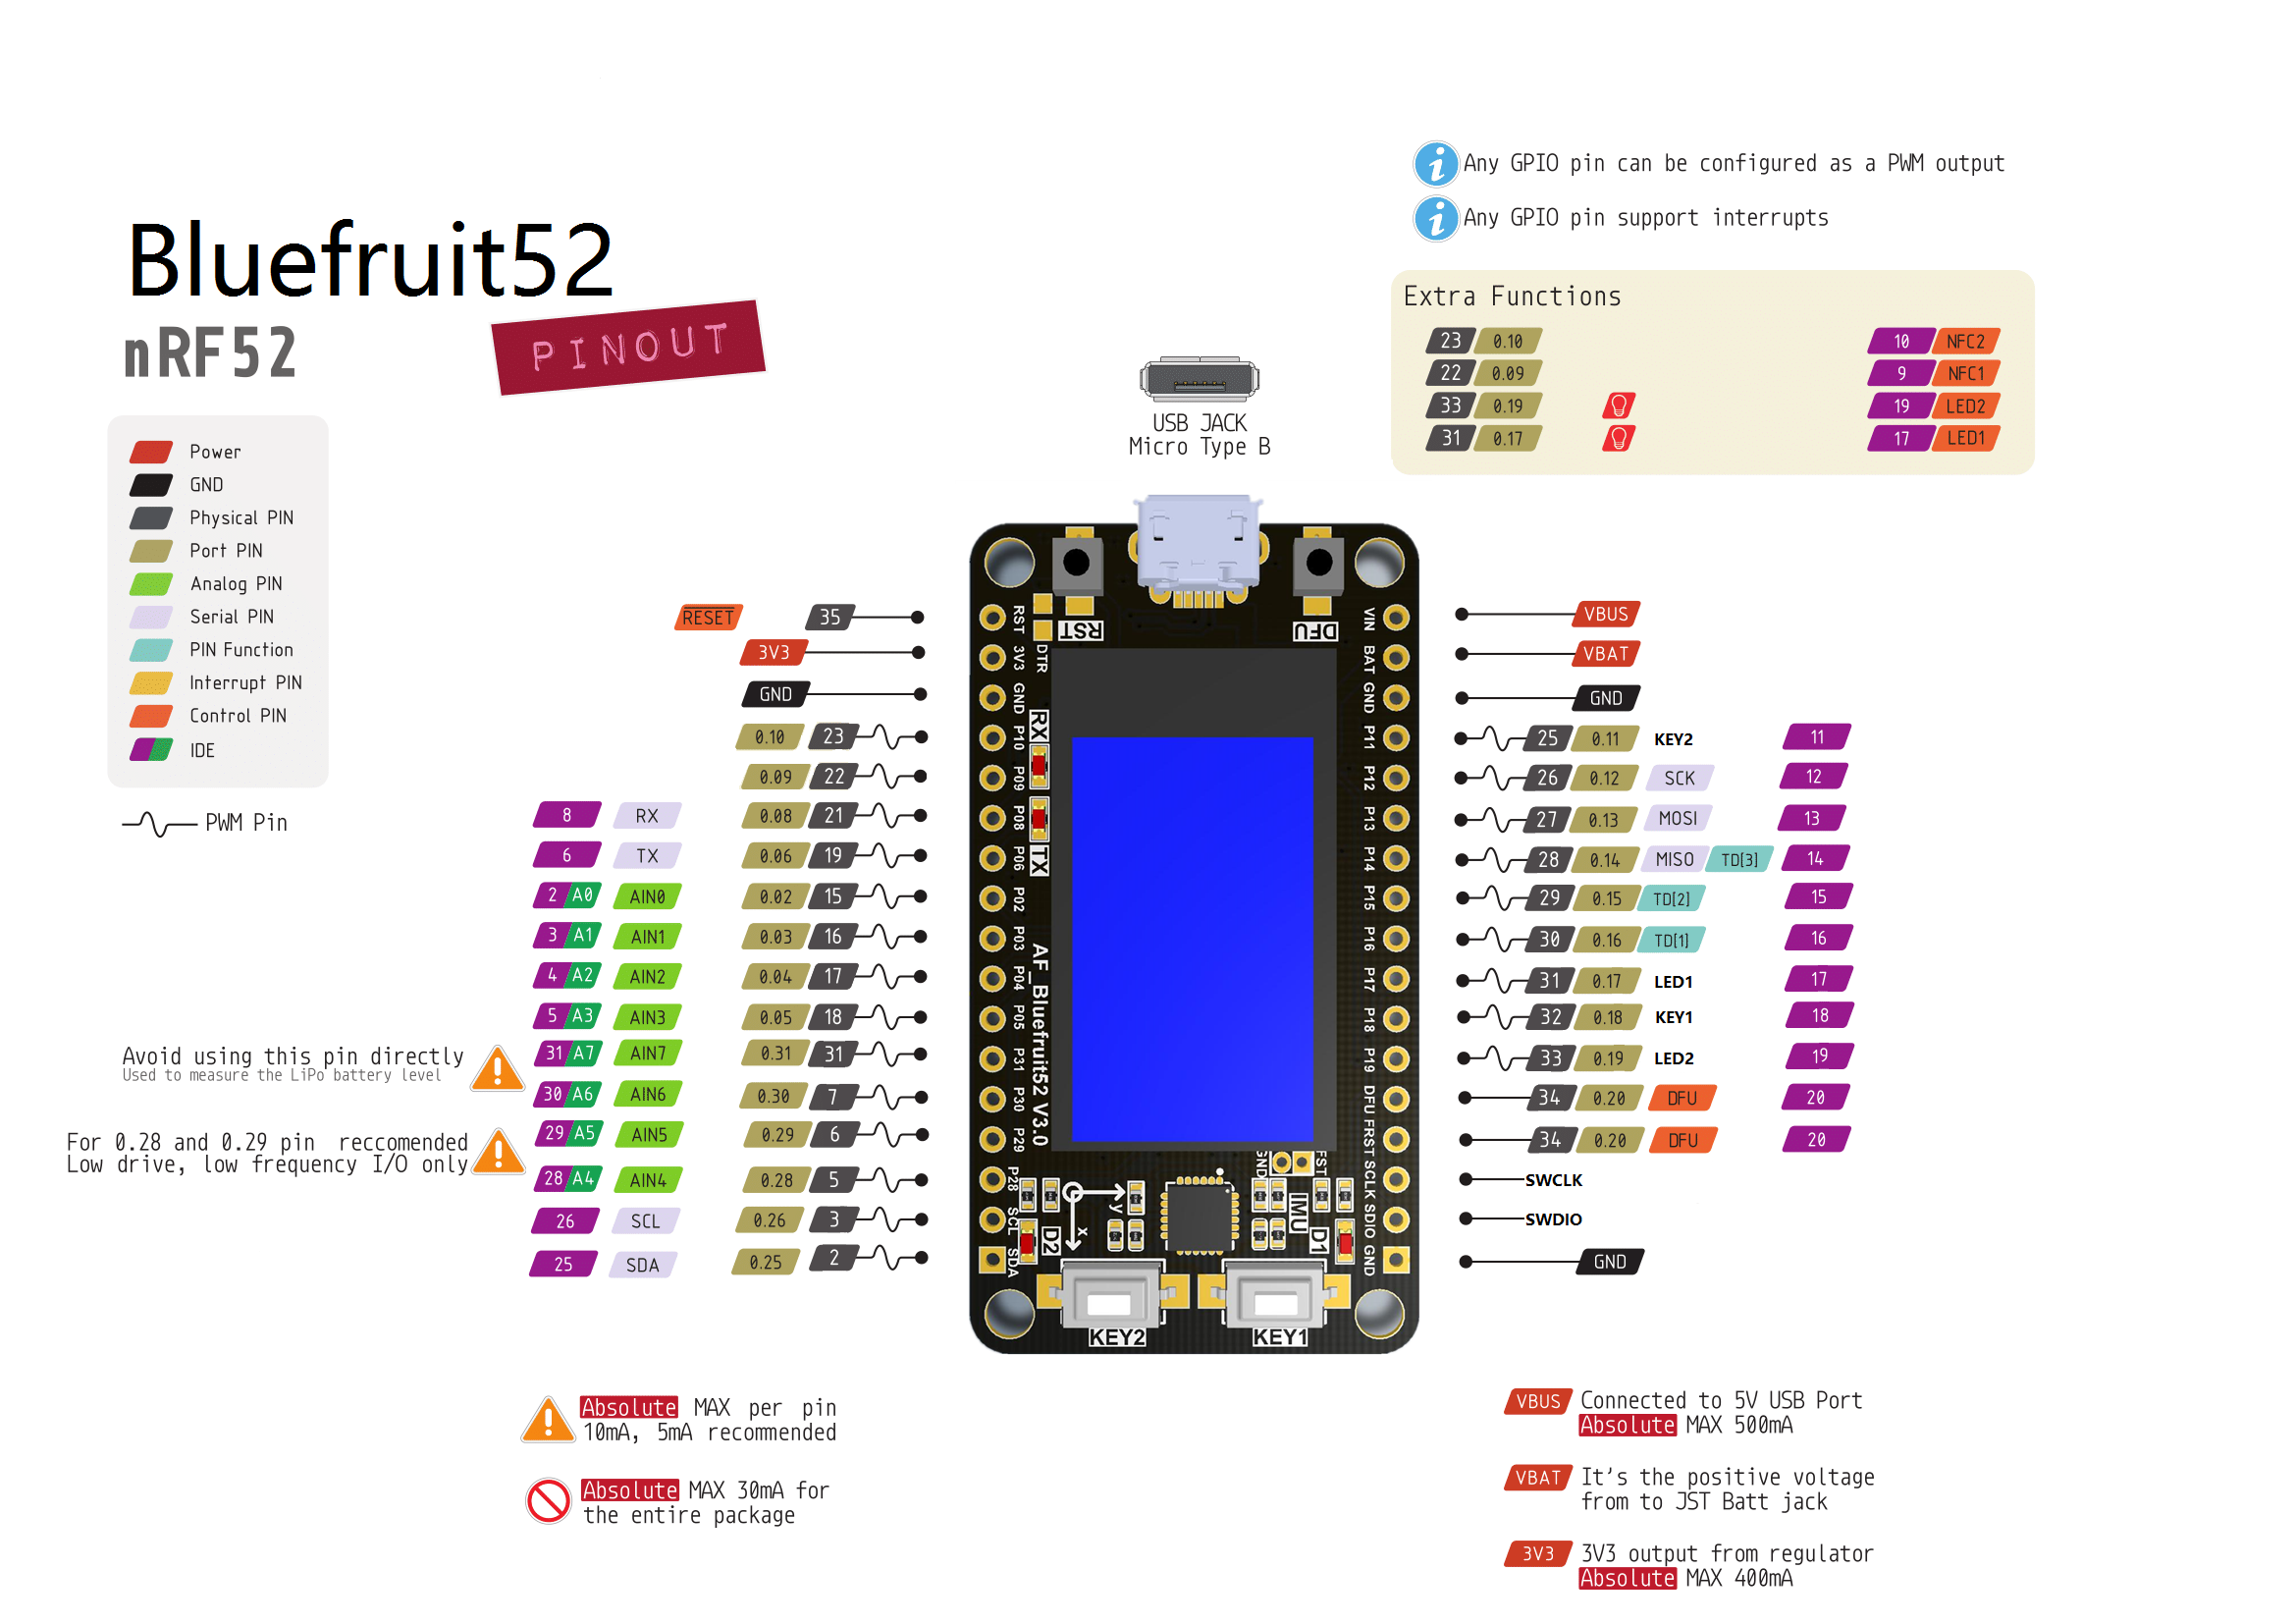 Any GPIO pin can be configured as a PWM output
Any GPIO pin support interrupts
Bluefruit52
nRF52
PINOUT
Extra Functions
23 0.10 10 NFC2
22 0.09 9 NFC1
33 0.19 19 LED2
31 0.17 17 LED1
USB JACK
Micro Type B
Power
GND
Physical PIN
Port PIN
Analog PIN
Serial PIN
PIN Function
Interrupt PIN
Control PIN
IDE
PWM Pin
RESET 35
3V3
GND
0.10 23
0.09 22
8 RX 0.08 21
6 TX 0.06 19
2 A0 AIN0 0.02 15
3 A1 AIN1 0.03 16
4 A2 AIN2 0.04 17
5 A3 AIN3 0.05 18
31 A7 AIN7 0.31 31
30 A6 AIN6 0.30 7
29 A5 AIN5 0.29 6
28 A4 AIN4 0.28 5
26 SCL 0.26 3
25 SDA 0.25 2
Avoid using this pin directly
Used to measure the LiPo battery level
For 0.28 and 0.29 pin reccomended
Low drive, low frequency I/O only
RST
DFU
RST
3V3
GND
P10
P09
P08
P06
P02
P03
P04
P05
P31
P30
P29
P28
SCL
SDA
DTR
RX
TX
AF_Bluefruit52 V3.0
VIN
BAT
GND
P11
P12
P13
P14
P15
P16
P17
P18
P19
DFU
FRST
SCLK
SDIO
GND
GND
FST
y
x
D2
IMU
D1
KEY2
KEY1
VBUS
VBAT
GND
25 0.11 KEY2 11
26 0.12 SCK 12
27 0.13 MOSI 13
28 0.14 MISO TD[3] 14
29 0.15 TD[2] 15
30 0.16 TD[1] 16
31 0.17 LED1 17
32 0.18 KEY1 18
33 0.19 LED2 19
34 0.20 DFU 20
34 0.20 DFU 20
SWCLK
SWDIO
GND
Absolute MAX per pin
10mA, 5mA recommended
Absolute MAX 30mA for
the entire package
VBUS Connected to 5V USB Port
Absolute MAX 500mA
VBAT It's the positive voltage
from to JST Batt jack
3V3 3V3 output from regulator
Absolute MAX 400mA